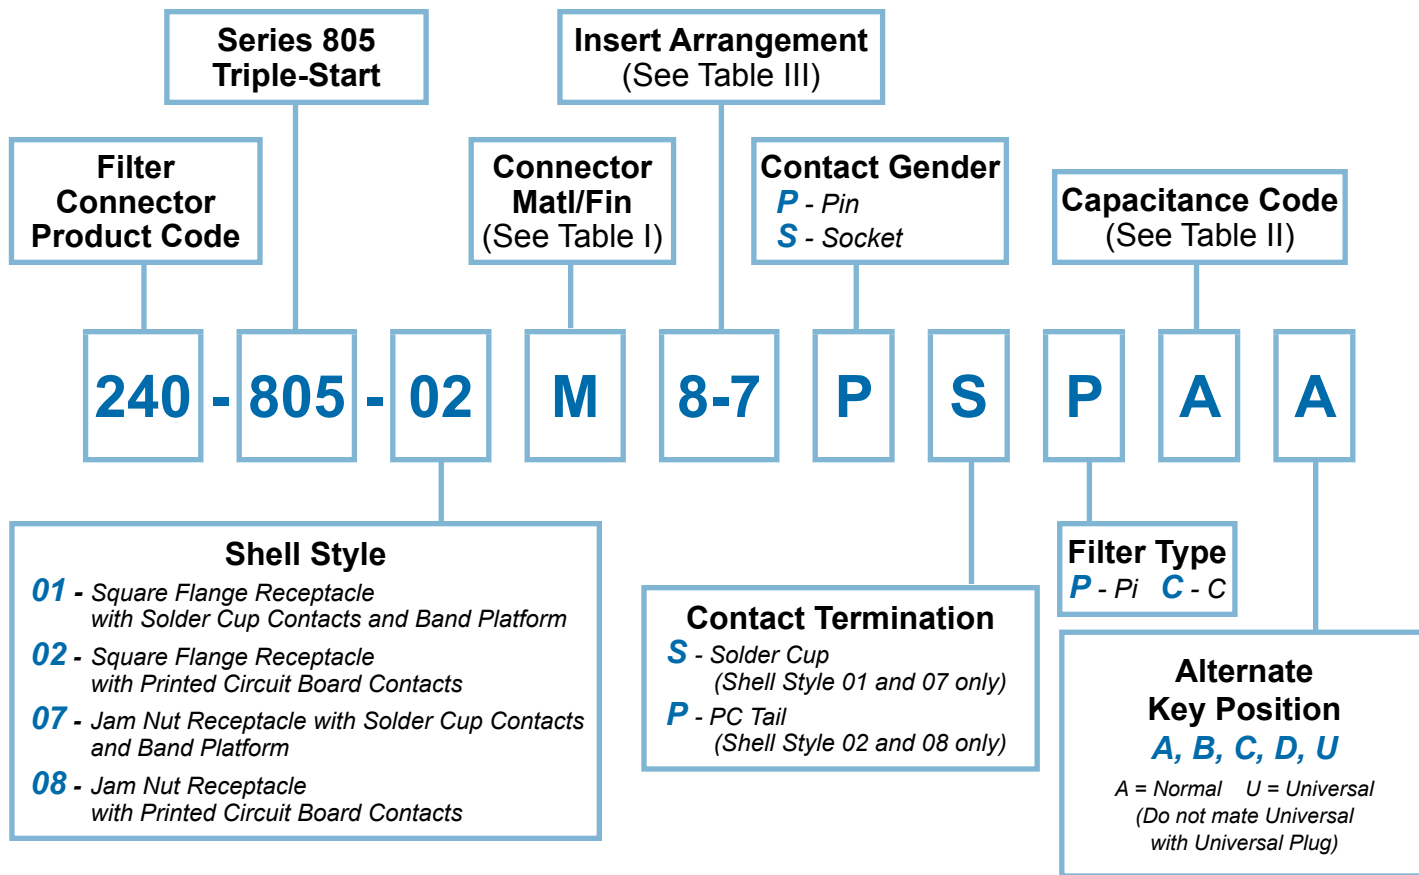 Series 805
Triple-Start
Insert Arrangement
(See Table III)
Filter
Connector
Product Code
Connector
Matl/Fin
(See Table I)
Contact Gender
P - Pin
S - Socket
Capacitance Code
(See Table II)
240 - 805 - 02 M 8-7 P S P A A
Shell Style
01 - Square Flange Receptacle
with Solder Cup Contacts and Band Platform
02 - Square Flange Receptacle
with Printed Circuit Board Contacts
07 - Jam Nut Receptacle with Solder Cup Contacts
and Band Platform
08 - Jam Nut Receptacle
with Printed Circuit Board Contacts
Contact Termination
S - Solder Cup
(Shell Style 01 and 07 only)
P - PC Tail
(Shell Style 02 and 08 only)
Filter Type
P - Pi C - C
Alternate
Key Position
A, B, C, D, U
A = Normal U = Universal
(Do not mate Universal
with Universal Plug)